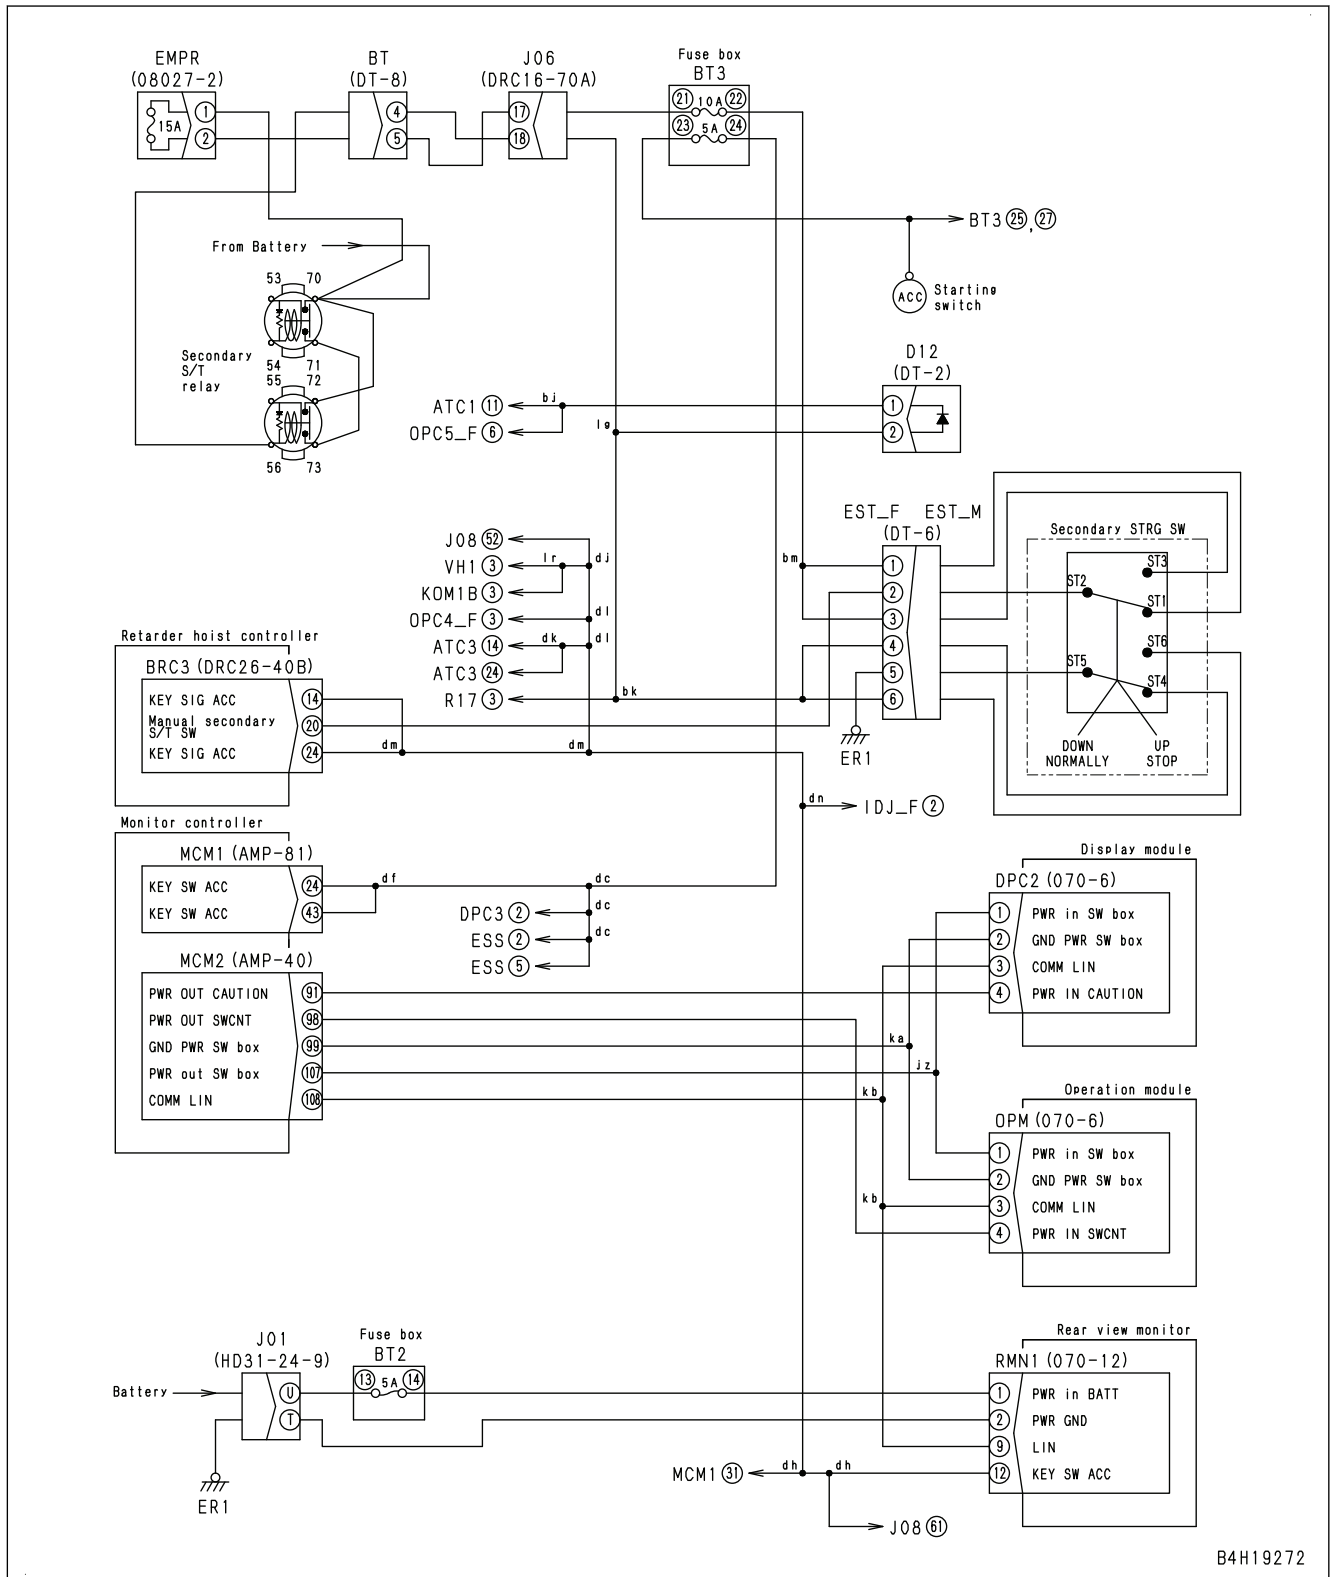 EMPR
(08027-2)
15A
1
2
BT
(DT-8)
4
5
J06
(DRC16-70A)
17
18
Fuse box
BT3
21 10A 22
23 5A 24
BT3 25, 27
ACC Starting
switch
From Battery
53 70
54 71
55 72
56 73
Secondary
S/T
relay
D12
(DT-2)
1
2
ATC1 11 bj
OPC5_F 6
lg
EST_F EST_M
(DT-6)
1
2
3
4
5
6
bm
ER1
Secondary STRG SW
ST3
ST2
ST1
ST6
ST5
ST4
DOWN
NORMALLY
UP
STOP
J08 52
VH1 3 lr dj
KOM1B 3
OPC4_F 3 dl
ATC3 14 dk dl
ATC3 24
R17 3 bk
Retarder hoist controller
BRC3 (DRC26-40B)
KEY SIG ACC 14
Manual secondary
S/T SW 20
KEY SIG ACC 24
dm dm
dn IDJ_F 2
Monitor controller
MCM1 (AMP-81)
KEY SW ACC 24
KEY SW ACC 43
df dc
DPC3 2 dc
ESS 2 dc
ESS 5
MCM2 (AMP-40)
PWR OUT CAUTION 91
PWR OUT SWCNT 98
GND PWR SW box 99
PWR out SW box 107
COMM LIN 108
ka
jz
kb
kb
Display module
DPC2 (070-6)
1 PWR in SW box
2 GND PWR SW box
3 COMM LIN
4 PWR IN CAUTION
Operation module
OPM (070-6)
1 PWR in SW box
2 GND PWR SW box
3 COMM LIN
4 PWR IN SWCNT
J01
(HD31-24-9)
Battery
U
T
ER1
Fuse box
BT2
13 5A 14
Rear view monitor
RMN1 (070-12)
1 PWR in BATT
2 PWR GND
9 LIN
12 KEY SW ACC
MCM1 31 dh dh
J08 61
B4H19272